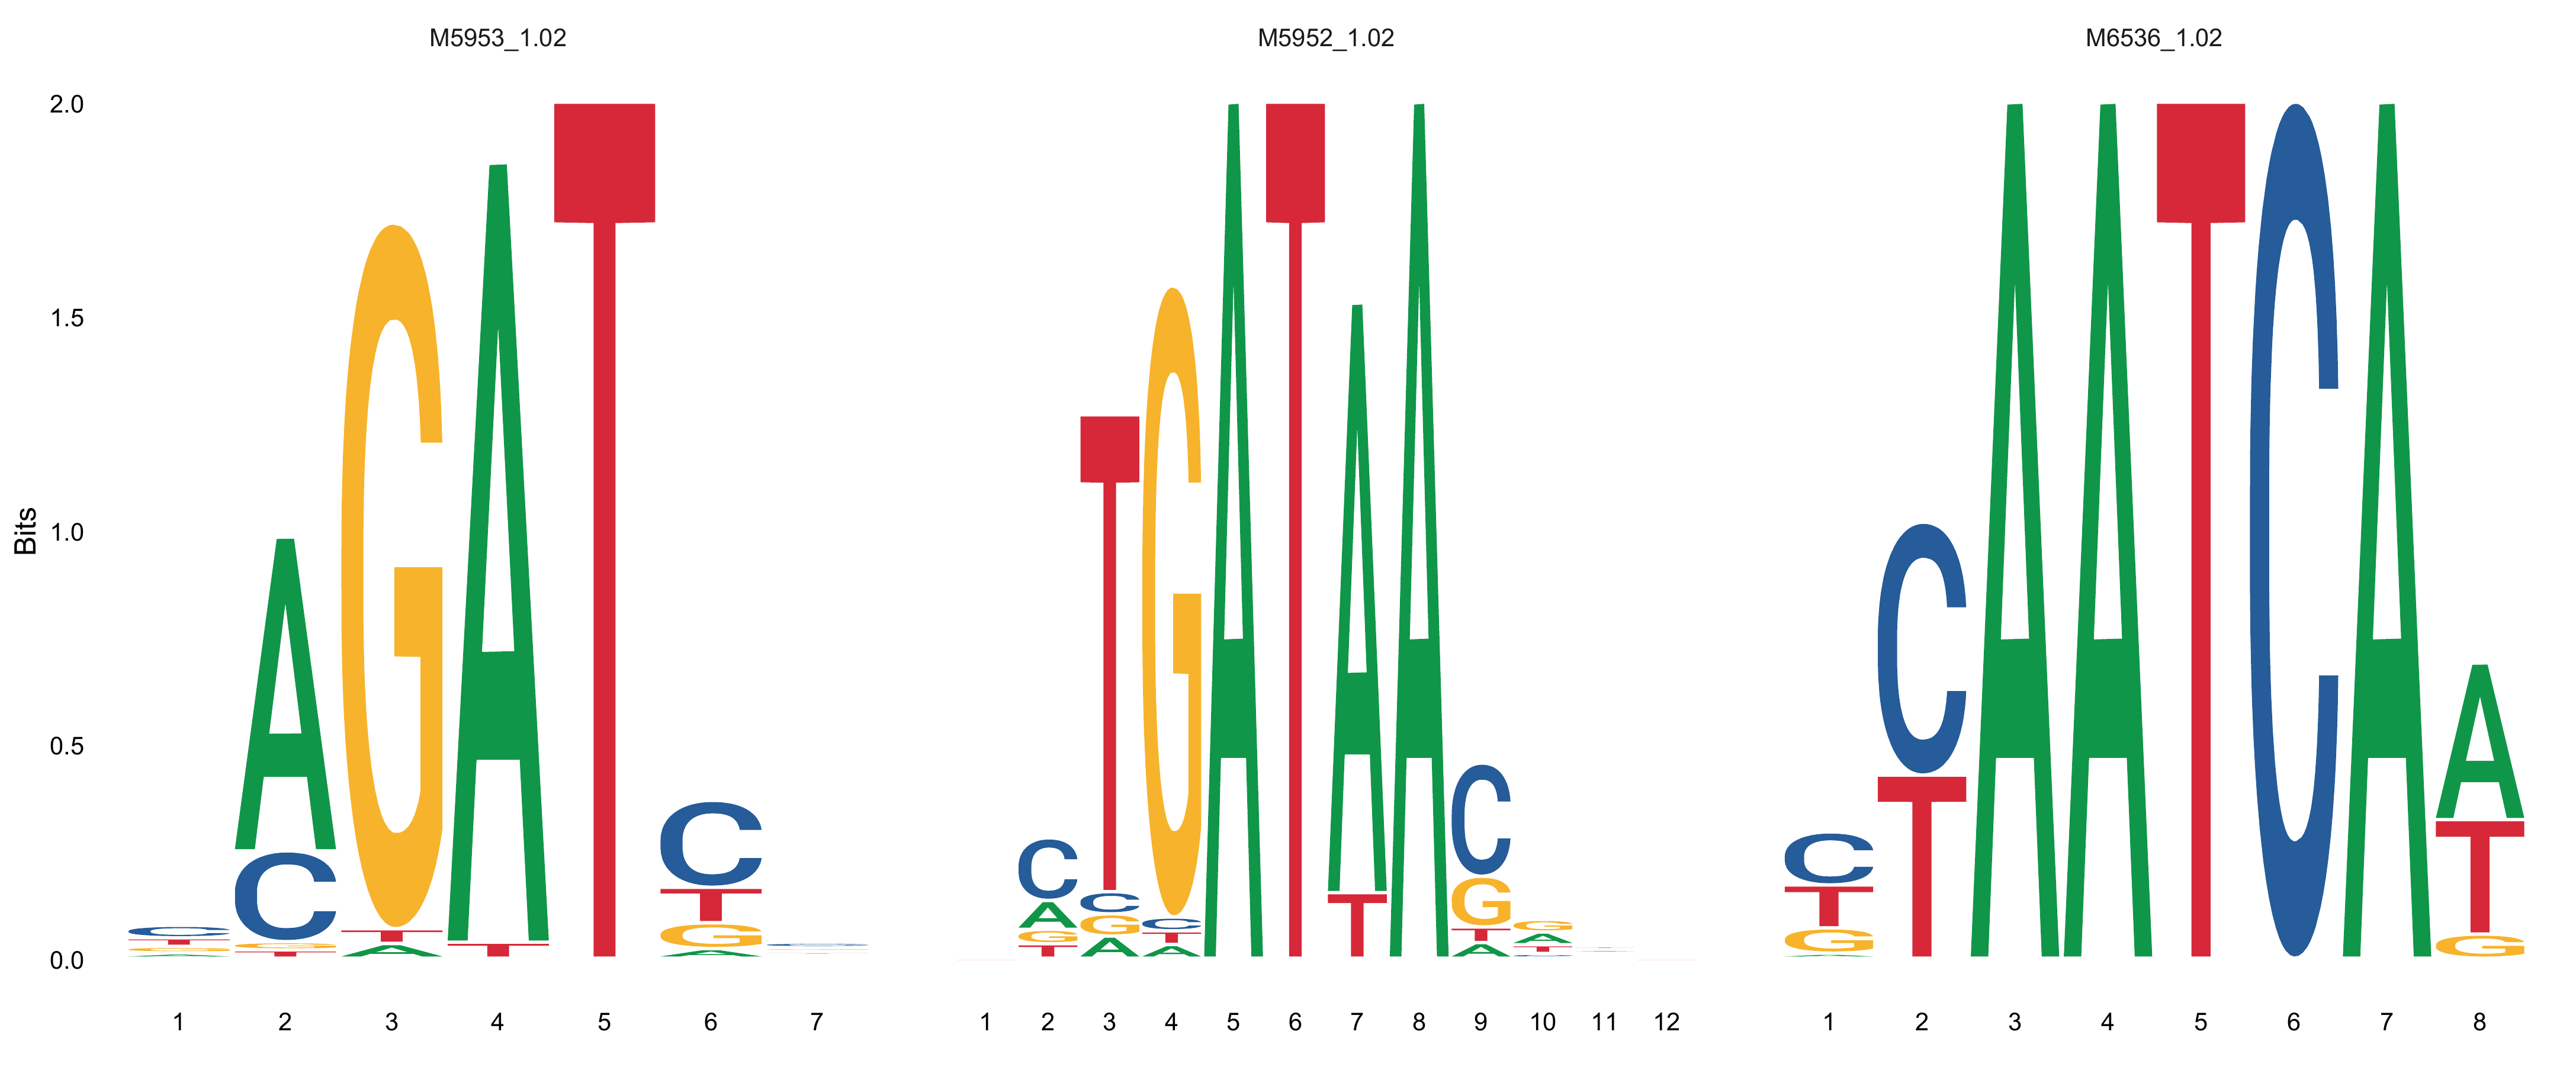 M5953_1.02 M5952_1.02 M6536_1.02
2.0
1.5
1.0
0.5
0.0
Bits
1 2 3 4 5 6 7
1 2 3 4 5 6 7 8 9 10 11 12
1 2 3 4 5 6 7 8
C T G A
A C G T
G T A
A T
T
C T G A
C A G T
T C G A
G C T A
A
T
A T
A
C G T A
G A T C
C T G A
C T
A
A
T
C
A
A T G